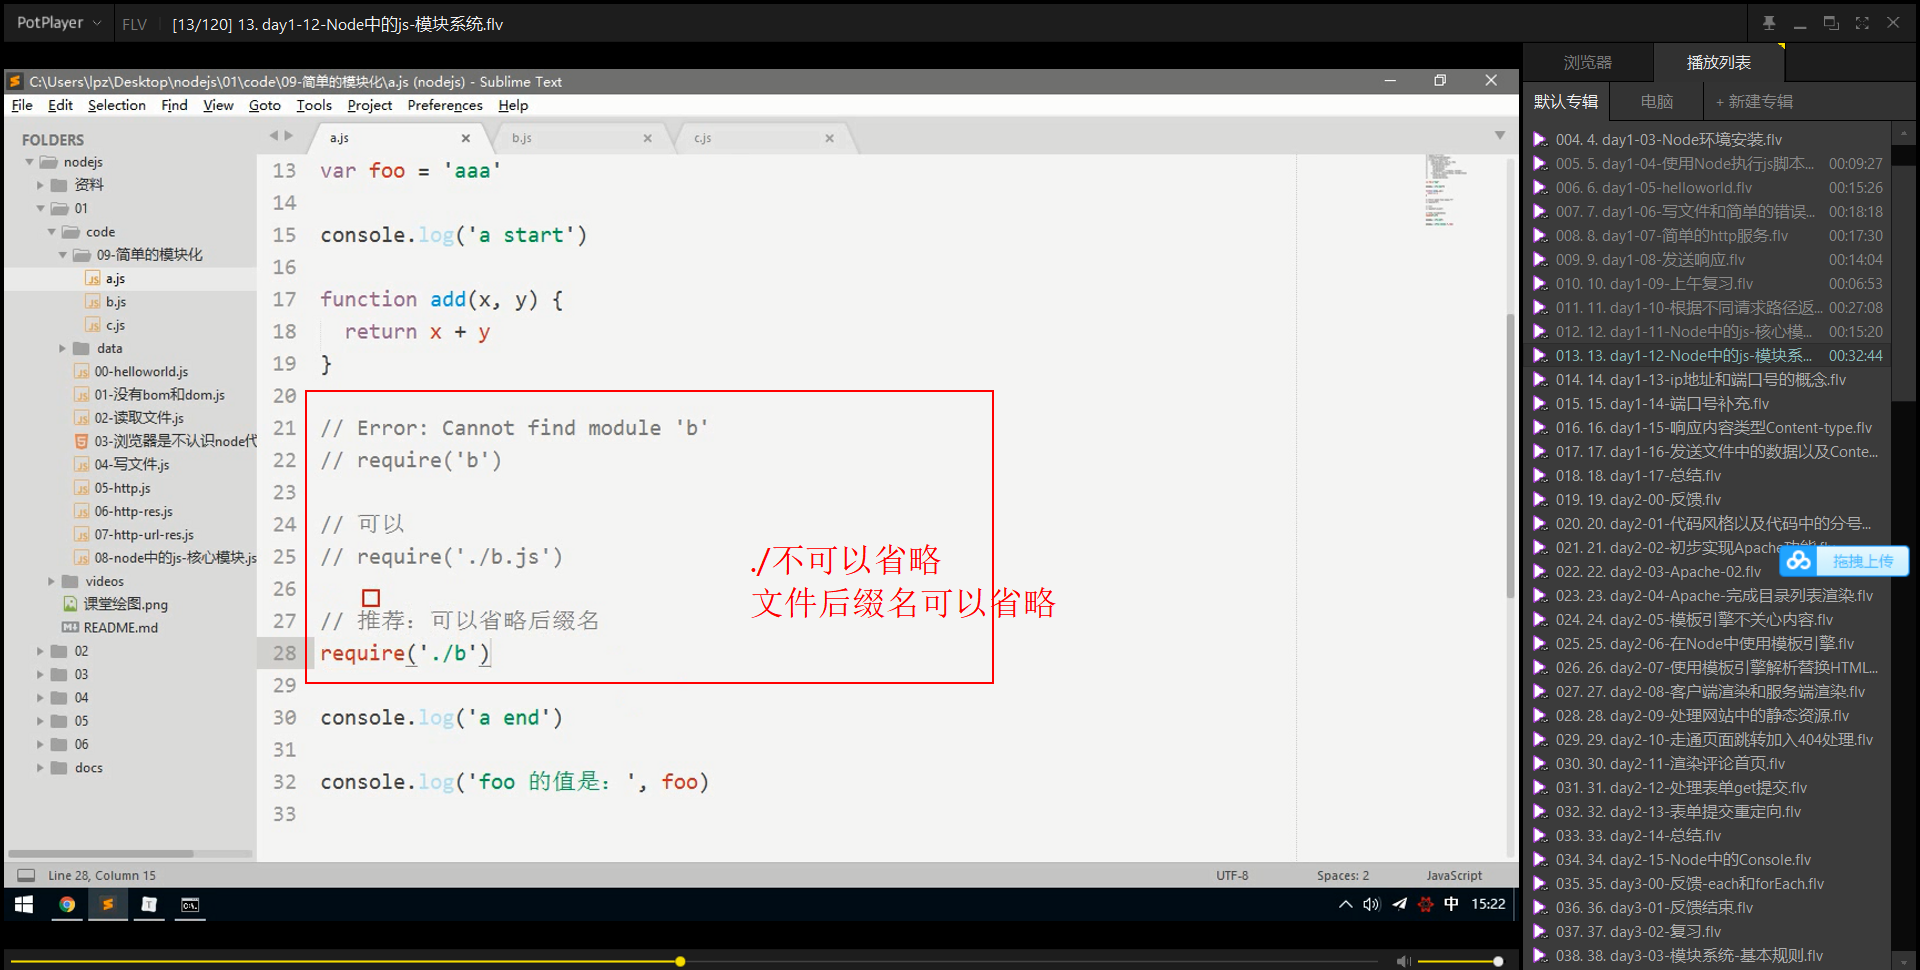 PotPlayer
FLV
[13/120] 13. day1-12-Node中的js-模块系统.flv
C:\Users\lpz\Desktop\nodejs\01\code\09-简单的模块化\a.js (nodejs) - Sublime Text
File Edit Selection Find View Goto Tools Project Preferences Help
FOLDERS
nodejs
资料
01
code
09-简单的模块化
a.js
b.js
c.js
data
00-helloworld.js
01-没有bom和dom.js
02-读取文件.js
03-浏览器是不认识node代
04-写文件.js
05-http.js
06-http-res.js
07-http-url-res.js
08-node中的js-核心模块.js
videos
课堂绘图.png
README.md
02
03
04
05
06
docs
a.js
b.js
c.js
13 var foo = 'aaa'
14
15 console.log('a start')
16
17 function add(x, y) {
18 return x + y
19 }
20
21 // Error: Cannot find module 'b'
22 // require('b')
23
24 // 可以
25 // require('./b.js')
26
27 // 推荐：可以省略后缀名
28 require('./b')
29
30 console.log('a end')
31
32 console.log('foo 的值是：', foo)
33
./不可以省略
文件后缀名可以省略
Line 28, Column 15
UTF-8
Spaces: 2
JavaScript
中
15:22
浏览器
播放列表
默认专辑
电脑
+ 新建专辑
004. 4. day1-03-Node环境安装.flv
005. 5. day1-04-使用Node执行js脚本... 00:09:27
006. 6. day1-05-helloworld.flv 00:15:26
007. 7. day1-06-写文件和简单的错误... 00:18:18
008. 8. day1-07-简单的http服务.flv 00:17:30
009. 9. day1-08-发送响应.flv 00:14:04
010. 10. day1-09-上午复习.flv 00:06:53
011. 11. day1-10-根据不同请求路径返... 00:27:08
012. 12. day1-11-Node中的js-核心模... 00:15:20
013. 13. day1-12-Node中的js-模块系... 00:32:44
014. 14. day1-13-ip地址和端口号的概念.flv
015. 15. day1-14-端口号补充.flv
016. 16. day1-15-响应内容类型Content-type.flv
017. 17. day1-16-发送文件中的数据以及Conte...
018. 18. day1-17-总结.flv
019. 19. day2-00-反馈.flv
020. 20. day2-01-代码风格以及代码中的分号...
021. 21. day2-02-初步实现Apache功能.flv
拖拽上传
022. 22. day2-03-Apache-02.flv
023. 23. day2-04-Apache-完成目录列表渲染.flv
024. 24. day2-05-模板引擎不关心内容.flv
025. 25. day2-06-在Node中使用模板引擎.flv
026. 26. day2-07-使用模板引擎解析替换HTML...
027. 27. day2-08-客户端渲染和服务端渲染.flv
028. 28. day2-09-处理网站中的静态资源.flv
029. 29. day2-10-走通页面跳转加入404处理.flv
030. 30. day2-11-渲染评论首页.flv
031. 31. day2-12-处理表单get提交.flv
032. 32. day2-13-表单提交重定向.flv
033. 33. day2-14-总结.flv
034. 34. day2-15-Node中的Console.flv
035. 35. day3-00-反馈-each和forEach.flv
036. 36. day3-01-反馈结束.flv
037. 37. day3-02-复习.flv
038. 38. day3-03-模块系统-基本规则.flv